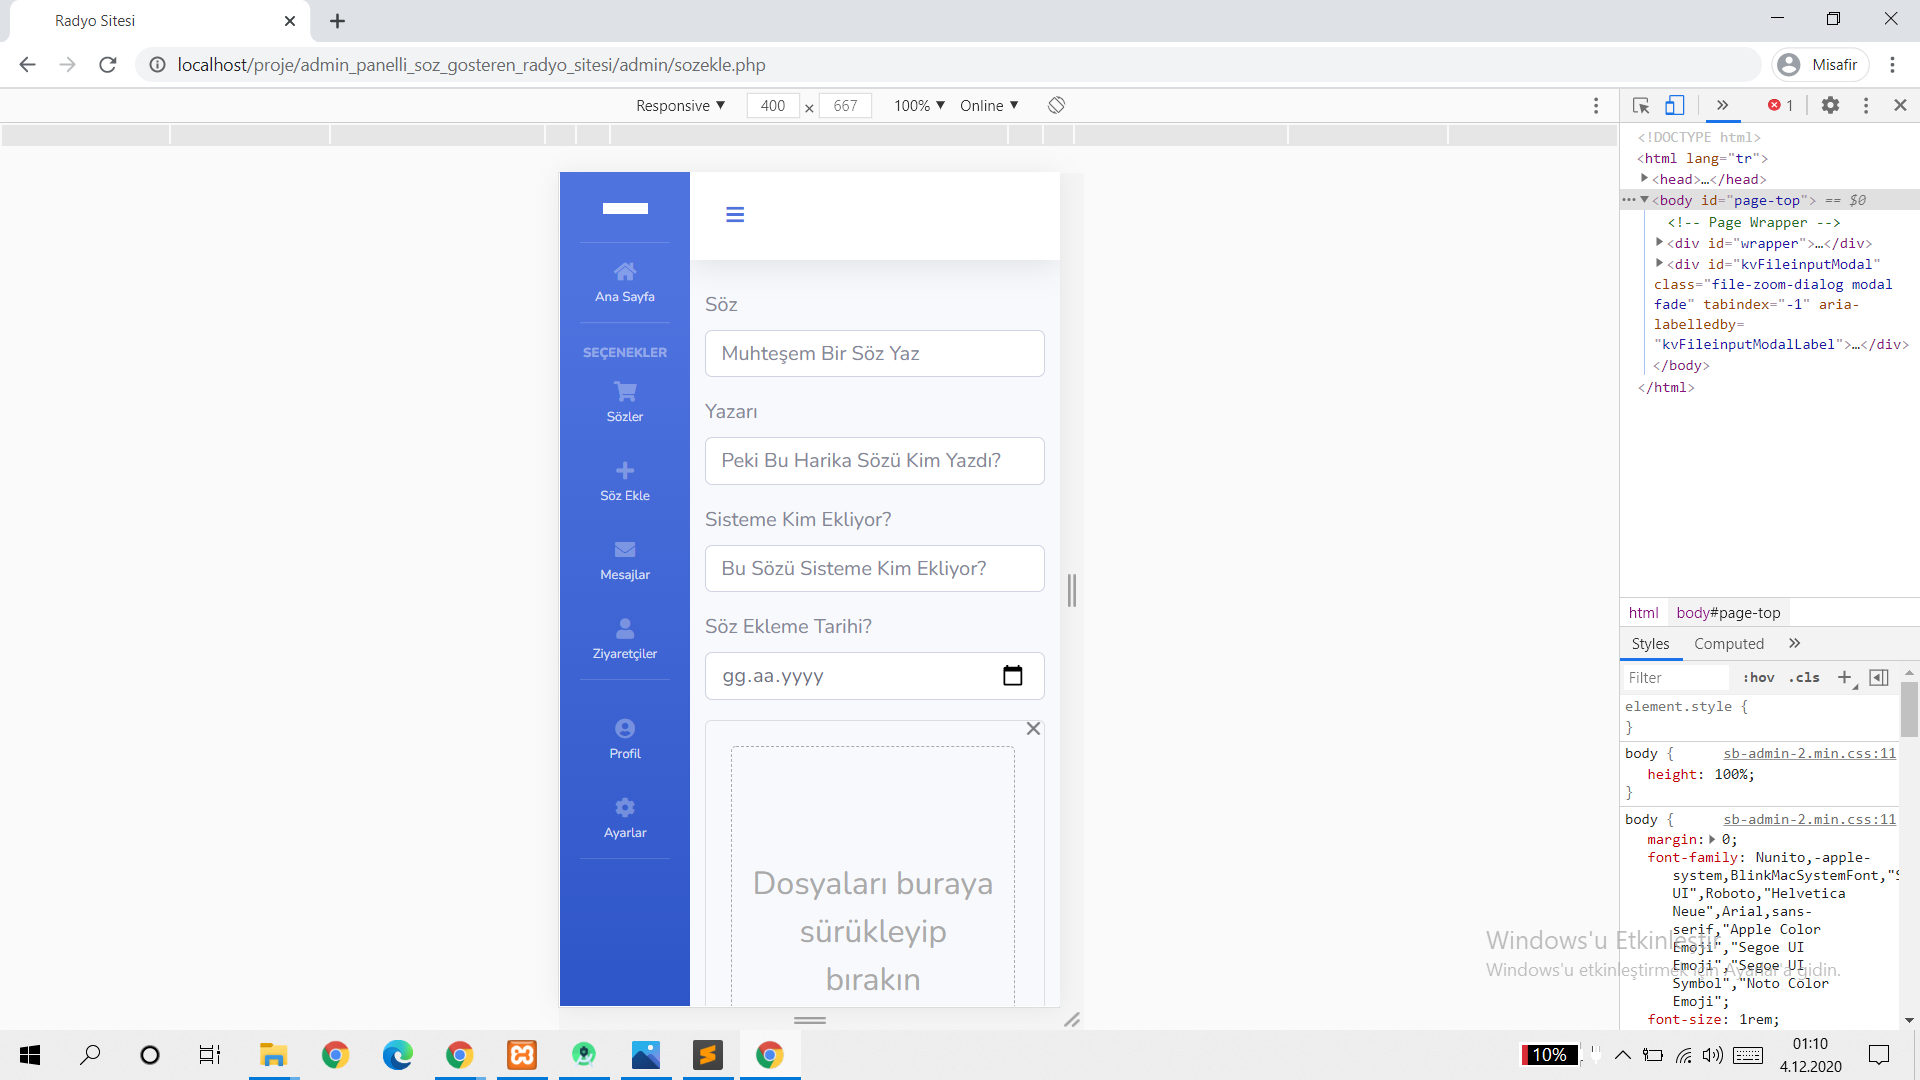 Radyo Sitesi
localhost/proje/admin_panelli_soz_gosteren_radyo_sitesi/admin/sozekle.php
Misafir
Responsive ▼ 400 × 667 100% ▼ Online ▼
1
<!DOCTYPE html>
<html lang="tr">
<head>…</head>
<body id="page-top"> == $0
<!-- Page Wrapper -->
<div id="wrapper">…</div>
<div id="kvFileinputModal"
class="file-zoom-dialog modal
fade" tabindex="-1" aria-
labelledby=
"kvFileinputModalLabel">…</div>
</body>
</html>
Ana Sayfa
SEÇENEKLER
Sözler
Söz Ekle
Mesajlar
Ziyaretçiler
Profil
Ayarlar
Söz
Muhteşem Bir Söz Yaz
Yazarı
Peki Bu Harika Sözü Kim Yazdı?
Sisteme Kim Ekliyor?
Bu Sözü Sisteme Kim Ekliyor?
Söz Ekleme Tarihi?
gg.aa.yyyy
Dosyaları buraya
sürükleyip
bırakın
html body#page-top
Styles Computed
Filter :hov .cls
element.style {
}
body { sb-admin-2.min.css:11
height: 100%;
}
body { sb-admin-2.min.css:11
margin: 0;
font-family: Nunito,-apple-
system,BlinkMacSystemFont,"S
UI",Roboto,"Helvetica
Neue",Arial,sans-
serif,"Apple Color
Emoji","Segoe UI
Emoji","Segoe UI
Symbol","Noto Color
Emoji";
font-size: 1rem;
Windows'u Etkinleştir
Windows'u etkinleştirmek için Ayarlar'a gidin.
10%
01:10
4.12.2020